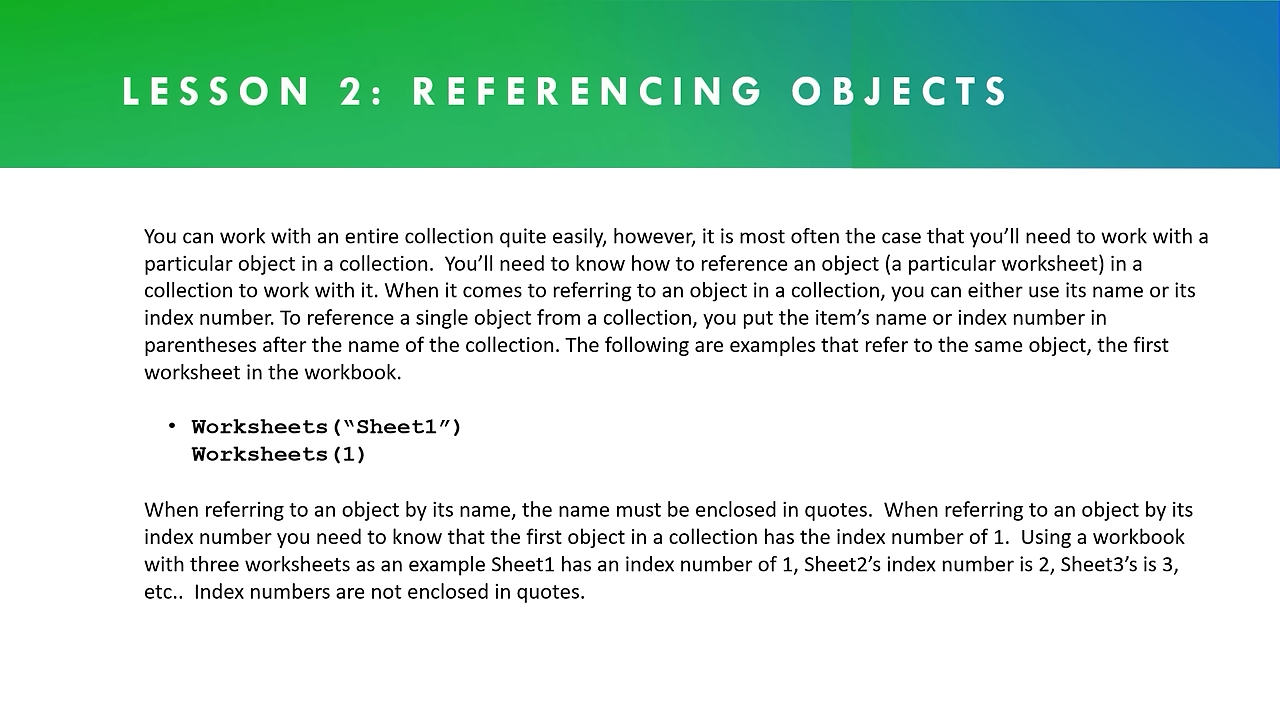 LESSON 2: REFERENCING OBJECTS
You can work with an entire collection quite easily, however, it is most often the case that you’ll need to work with a
particular object in a collection.  You’ll need to know how to reference an object (a particular worksheet) in a
collection to work with it. When it comes to referring to an object in a collection, you can either use its name or its
index number. To reference a single object from a collection, you put the item’s name or index number in
parentheses after the name of the collection. The following are examples that refer to the same object, the first
worksheet in the workbook.
• Worksheets(“Sheet1”)
Worksheets(1)
When referring to an object by its name, the name must be enclosed in quotes.  When referring to an object by its
index number you need to know that the first object in a collection has the index number of 1.  Using a workbook
with three worksheets as an example Sheet1 has an index number of 1, Sheet2’s index number is 2, Sheet3’s is 3,
etc..  Index numbers are not enclosed in quotes.